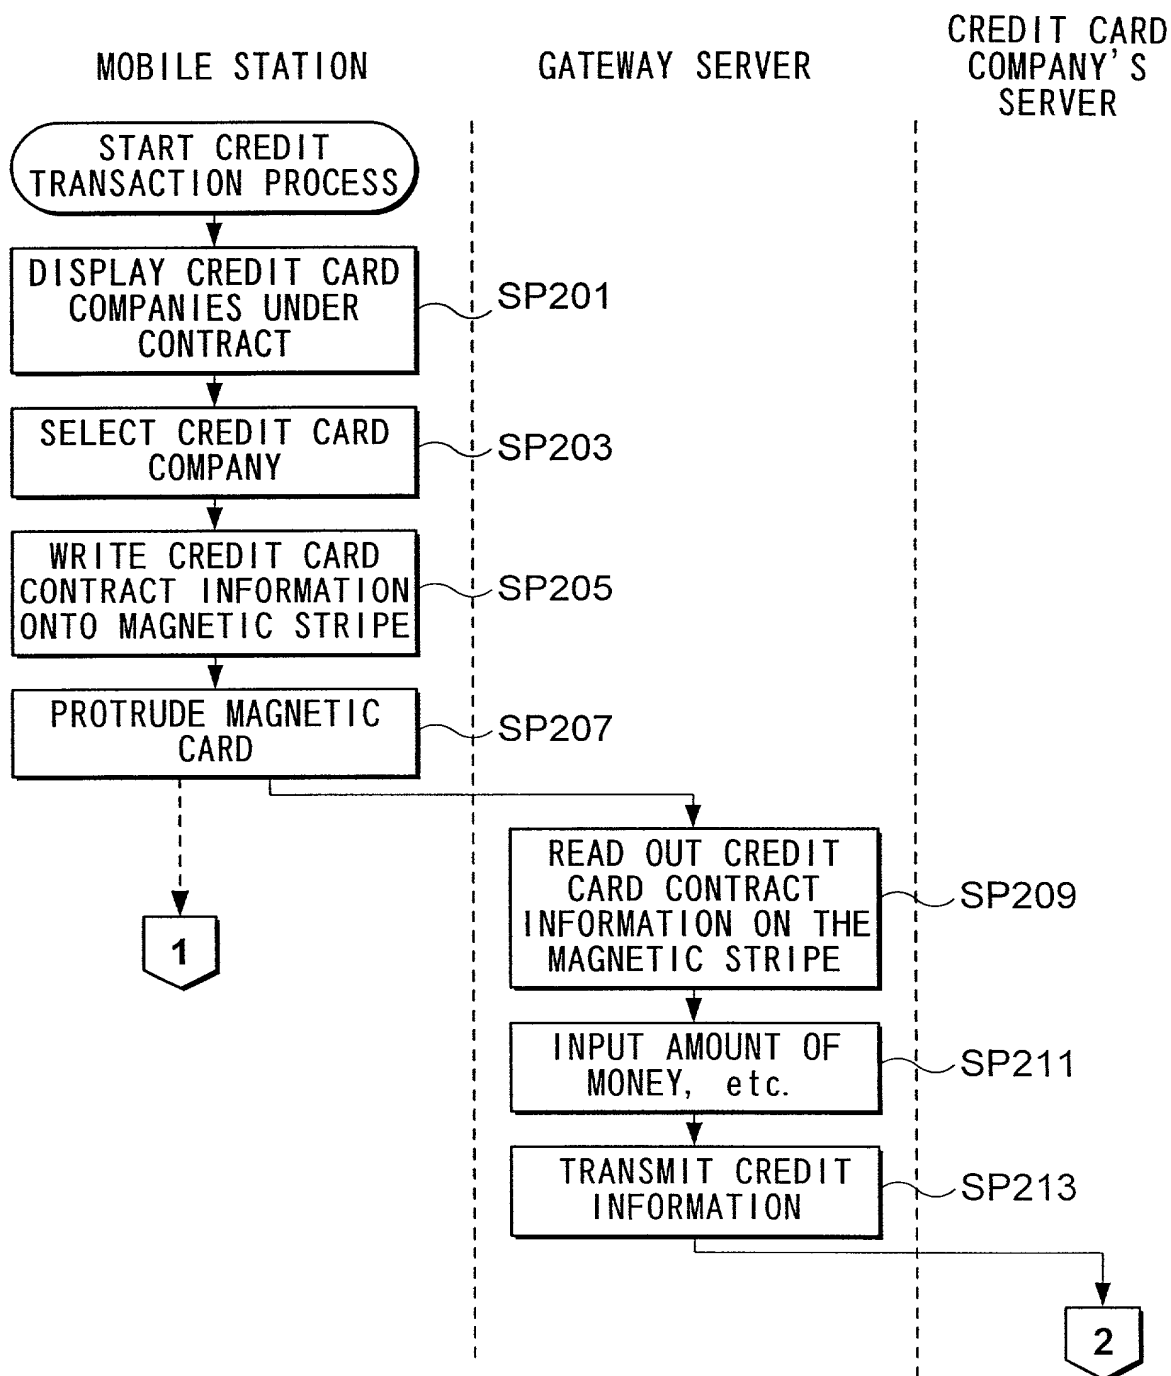 MOBILE STATION
GATEWAY SERVER
CREDIT CARD
COMPANY'S
SERVER
START CREDIT
TRANSACTION PROCESS
DISPLAY CREDIT CARD
COMPANIES UNDER
CONTRACT
SP201
SELECT CREDIT CARD
COMPANY
SP203
WRITE CREDIT CARD
CONTRACT INFORMATION
ONTO MAGNETIC STRIPE
SP205
PROTRUDE MAGNETIC
CARD
SP207
1
READ OUT CREDIT
CARD CONTRACT
INFORMATION ON THE
MAGNETIC STRIPE
SP209
INPUT AMOUNT OF
MONEY, etc.
SP211
TRANSMIT CREDIT
INFORMATION
SP213
2